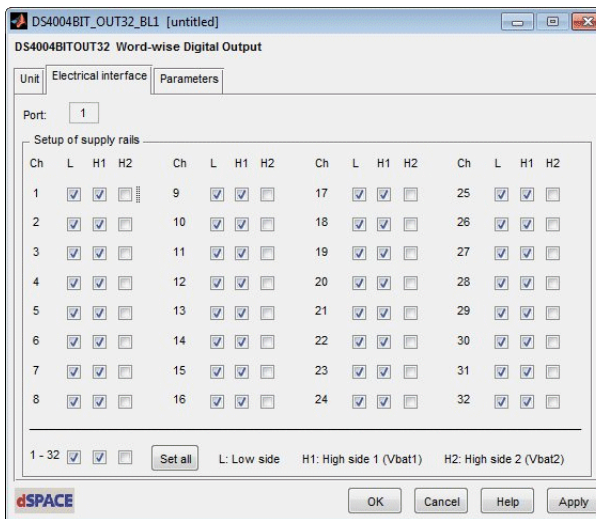 DS4004BIT_OUT32_BL1 [untitled]
DS4004BITOUT32 Word-wise Digital Output
Unit Electrical interface Parameters
Port: 1
Setup of supply rails
Ch L H1 H2 Ch L H1 H2 Ch L H1 H2 Ch L H1 H2
1 9 17 25
2 10 18 26
3 11 19 27
4 12 20 28
5 13 21 29
6 14 22 30
7 15 23 31
8 16 24 32
1 - 32 Set all L: Low side H1: High side 1 (Vbat1) H2: High side 2 (Vbat2)
dSPACE OK Cancel Help Apply